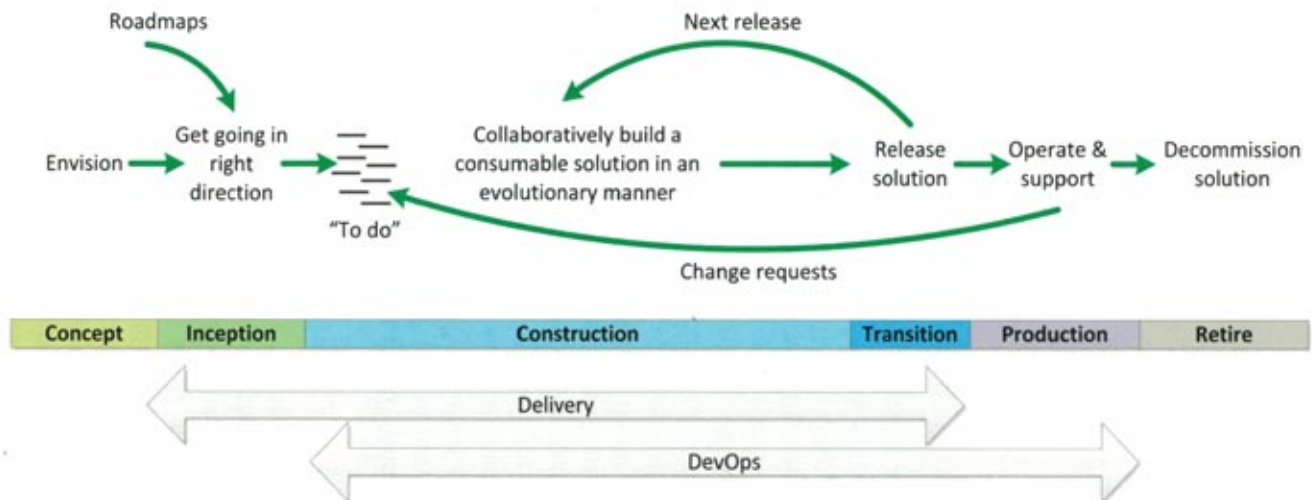 Roadmaps
Next release
Envision
Get going in
right
direction
"To do"
Collaboratively build a
consumable solution in an
evolutionary manner
Release
solution
Operate &
support
Decommission
solution
Change requests
Concept
Inception
Construction
Transition
Production
Retire
Delivery
DevOps